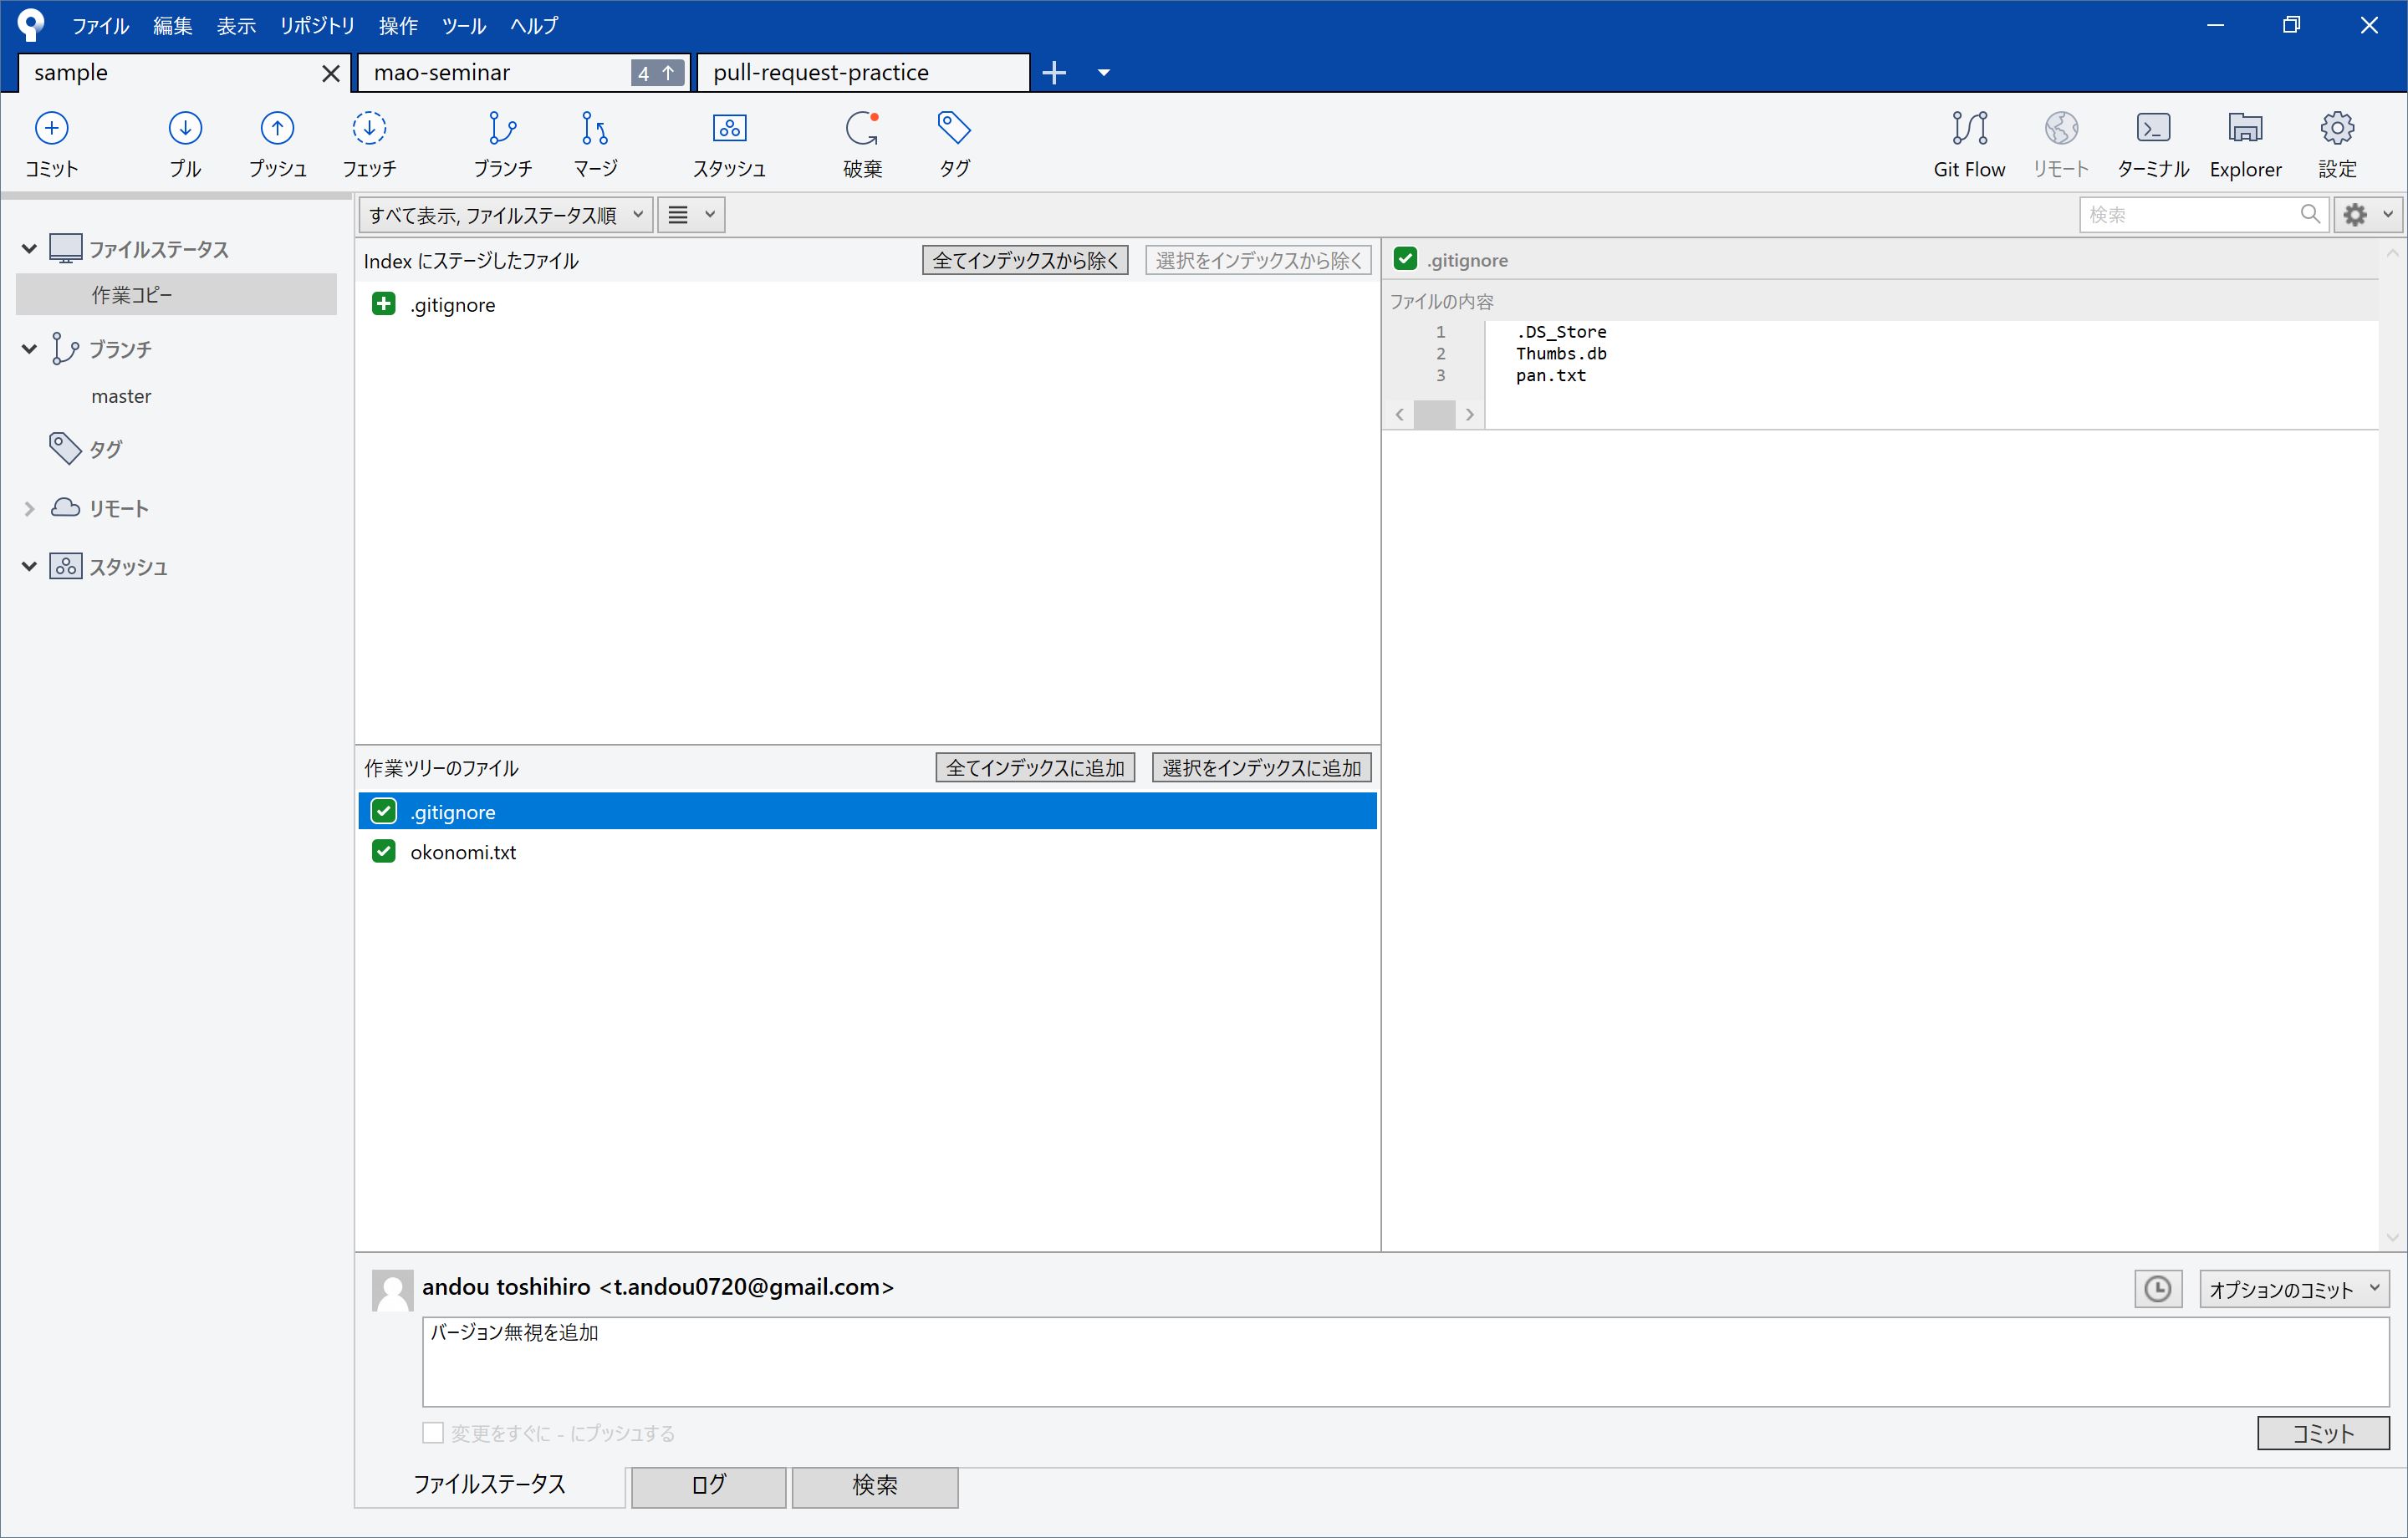 ファイル 編集 表示 リポジトリ 操作 ツール ヘルプ
sample mao-seminar 4 ↑ pull-request-practice
コミット プル プッシュ フェッチ ブランチ マージ スタッシュ 破棄 タグ Git Flow リモート ターミナル Explorer 設定
すべて表示, ファイルステータス順 検索
ファイルステータス
作業コピー
ブランチ
master
タグ
リモート
スタッシュ
Index にステージしたファイル 全てインデックスから除く 選択をインデックスから除く
.gitignore
作業ツリーのファイル 全てインデックスに追加 選択をインデックスに追加
.gitignore
okonomi.txt
.gitignore
ファイルの内容
1 .DS_Store
2 Thumbs.db
3 pan.txt
andou toshihiro <t.andou0720@gmail.com> オプションのコミット
バージョン無視を追加
変更をすぐに - にプッシュする コミット
ファイルステータス ログ 検索